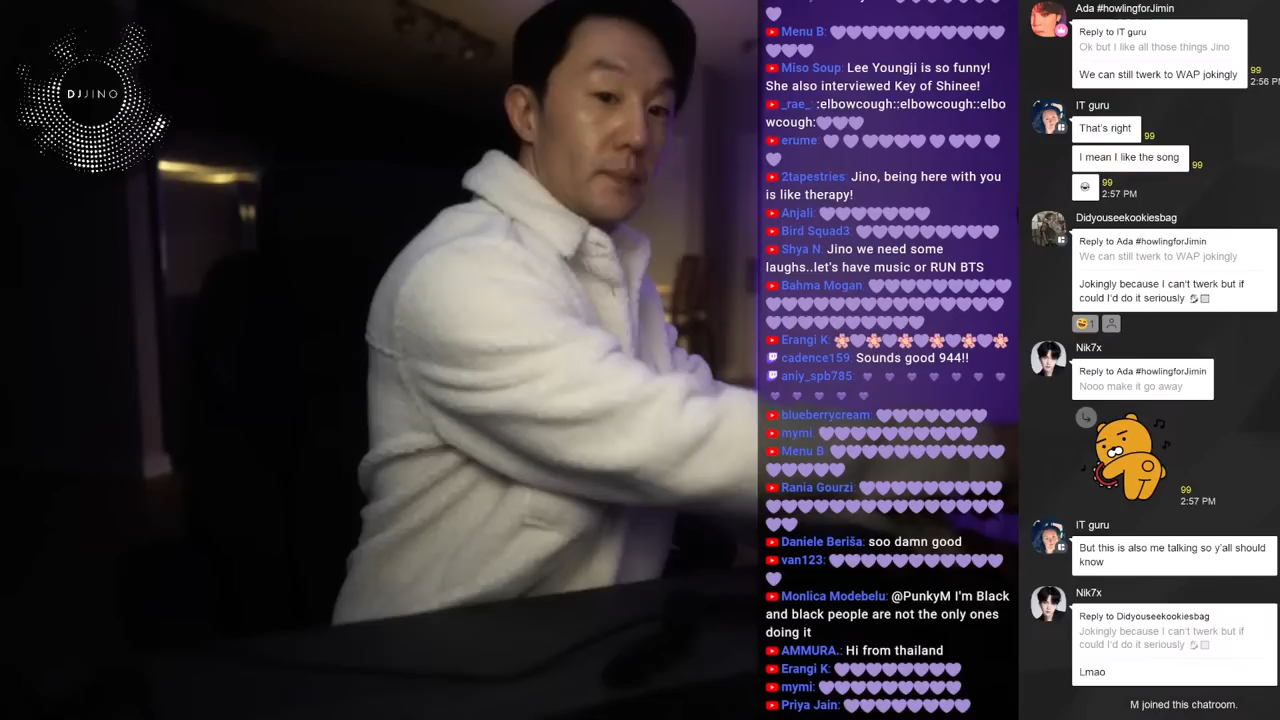 DJJINO
Menu B: 💜💜💜💜💜💜💜💜💜💜💜
💜💜💜
Miso Soup: Lee Youngji is so funny!
She also interviewed Key of Shinee!
_rae_: :elbowcough::elbowcough::elbo
wcough:💜💜💜
erume: 💜 💜 💜💜💜💜 💜 💜 💜 💜
💜
2tapestries: Jino, being here with you
is like therapy!
Anjali: 💜💜💜💜💜💜💜
Bird Squad3: 💜💜💜💜💜💜💜💜💜
Shya N: Jino we need some
laughs..let's have music or RUN BTS
Bahma Mogan: 💜💜💜💜💜💜💜💜💜
💜💜💜💜💜💜💜💜💜💜💜💜💜💜💜
💜💜💜💜💜💜💜💜💜💜
Erangi K: 🌸💜🌸💜🌸💜🌸💜🌸💜🌸
cadence159: Sounds good 944!!
aniy_spb785: 💜 💜 💜 💜 💜 💜 💜
💜 💜 💜 💜 💜
blueberrycream: 💜💜💜💜💜💜💜
mymi: 💜💜💜💜💜💜💜💜💜💜
Menu B: 💜💜💜💜💜💜💜💜💜💜💜
💜💜💜💜💜
Rania Gourzi: 💜💜💜💜💜💜💜💜💜
💜💜💜💜💜💜💜💜💜💜💜💜💜💜💜
💜💜
Daniele Beriša: soo damn good
van123: 💜💜💜💜💜💜💜💜💜💜💜
💜
Monlica Modebelu: @PunkyM I'm Black
and black people are not the only ones
doing it
AMMURA.: Hi from thailand
Erangi K: 💜💜💜💜💜💜💜💜
mymi: 💜💜💜💜💜💜💜💜💜
Priya Jain: 💜💜💜💜💜💜💜💜
Ada #howlingforJimin
Reply to IT guru
Ok but I like all those things Jino
We can still twerk to WAP jokingly
99
2:56 PM
IT guru
That's right
99
I mean I like the song
99
😂
99
2:57 PM
Didyouseekookiesbag
Reply to Ada #howlingforJimin
We can still twerk to WAP jokingly
Jokingly because I can't twerk but if
could I'd do it seriously
1
Nik7x
Reply to Ada #howlingforJimin
Nooo make it go away
99
2:57 PM
IT guru
But this is also me talking so y'all should
know
Nik7x
Reply to Didyouseekookiesbag
Jokingly because I can't twerk but if
could I'd do it seriously
Lmao
M joined this chatroom.